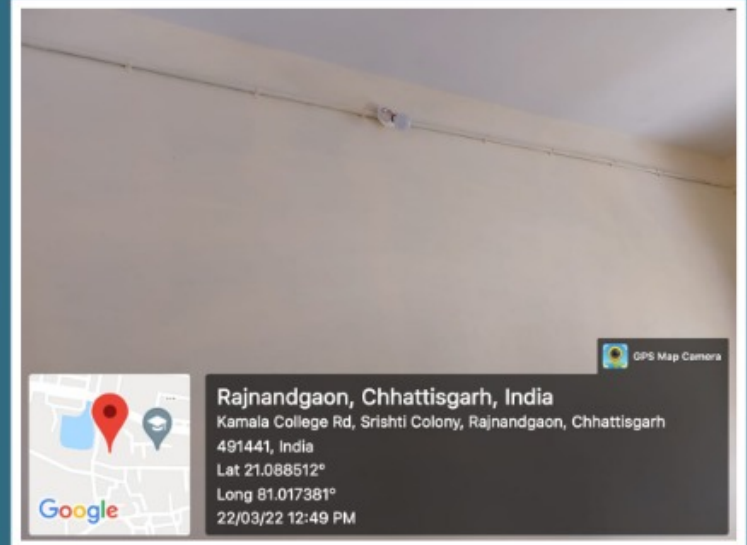 GPS Map Camera
Rajnandgaon, Chhattisgarh, India
Kamala College Rd, Srishti Colony, Rajnandgaon, Chhattisgarh
491441, India
Lat 21.088512°
Long 81.017381°
22/03/22 12:49 PM
Google